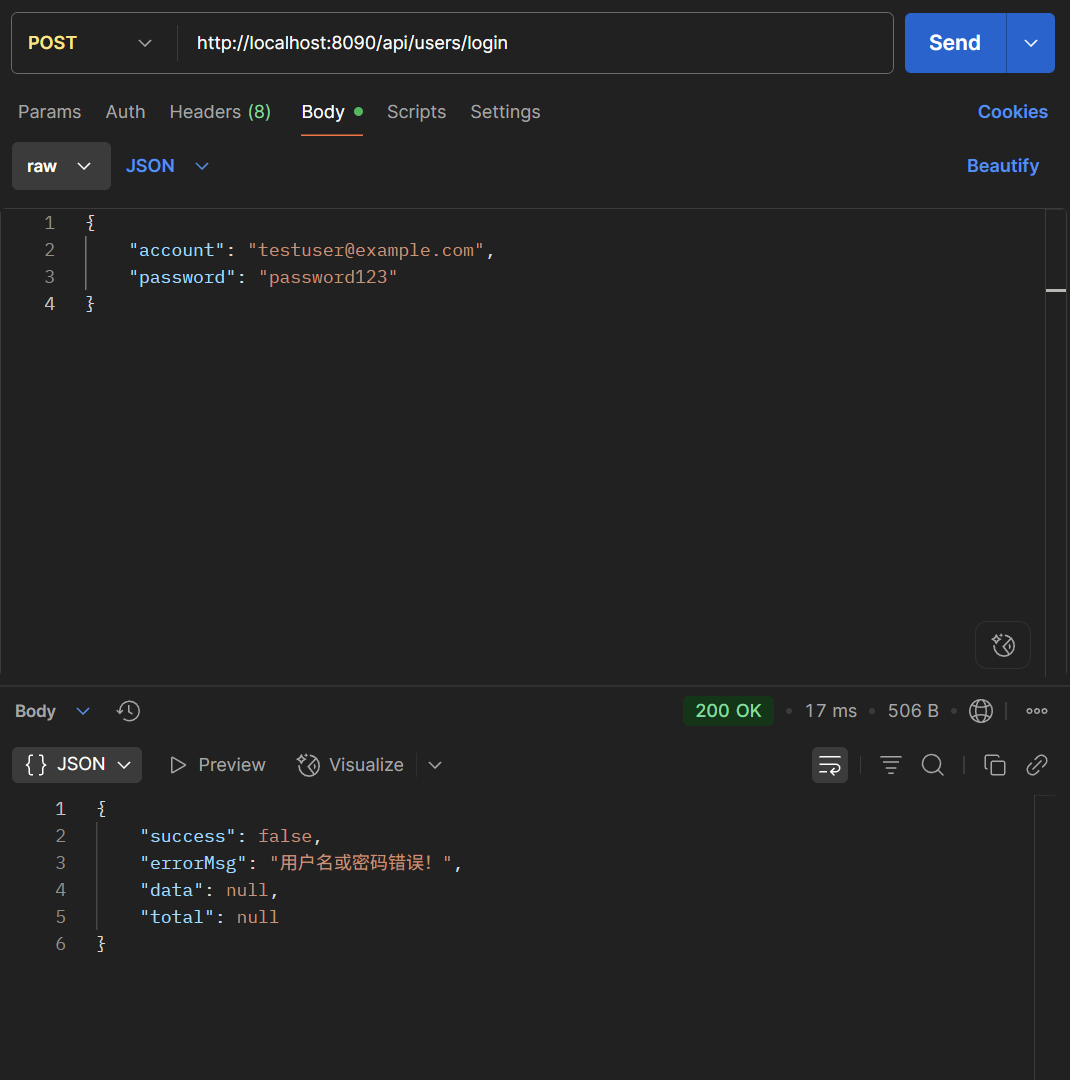 POST http://localhost:8090/api/users/login Send
Params Auth Headers (8) Body Scripts Settings Cookies
raw JSON Beautify
1 {
2 "account": "testuser@example.com",
3 "password": "password123"
4 }
Body 200 OK 17 ms 506 B
{} JSON Preview Visualize
1 {
2 "success": false,
3 "errorMsg": "用户名或密码错误！",
4 "data": null,
5 "total": null
6 }